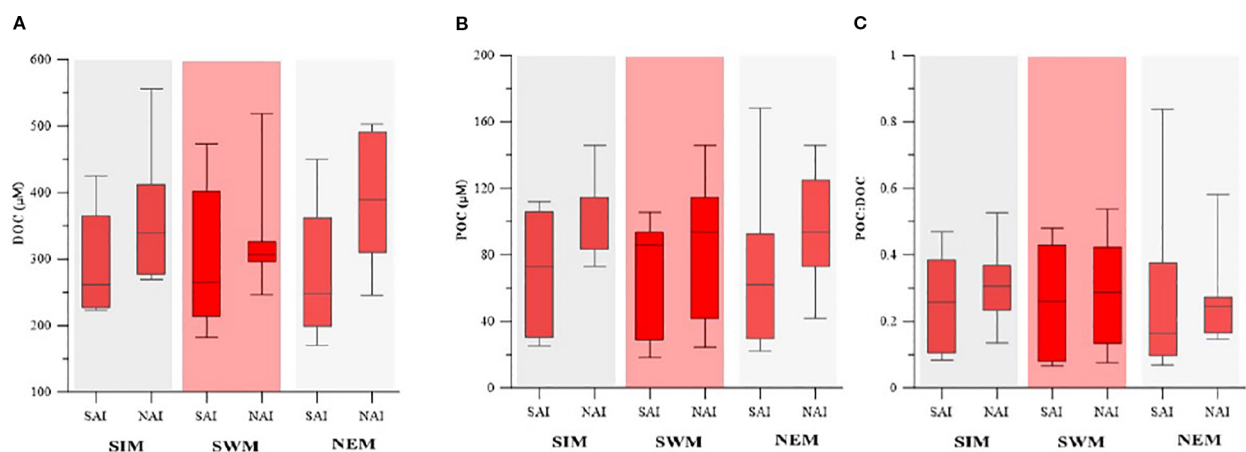 A
600
500
400
300
200
100
DOC (μM)
SAI NAI SAI NAI SAI NAI
SIM SWM NEM
B
200
160
120
80
40
0
POC (μM)
SAI NAI SAI NAI SAI NAI
SIM SWM NEM
C
1
0.8
0.6
0.4
0.2
0
POC:DOC
SAI NAI SAI NAI SAI NAI
SIM SWM NEM